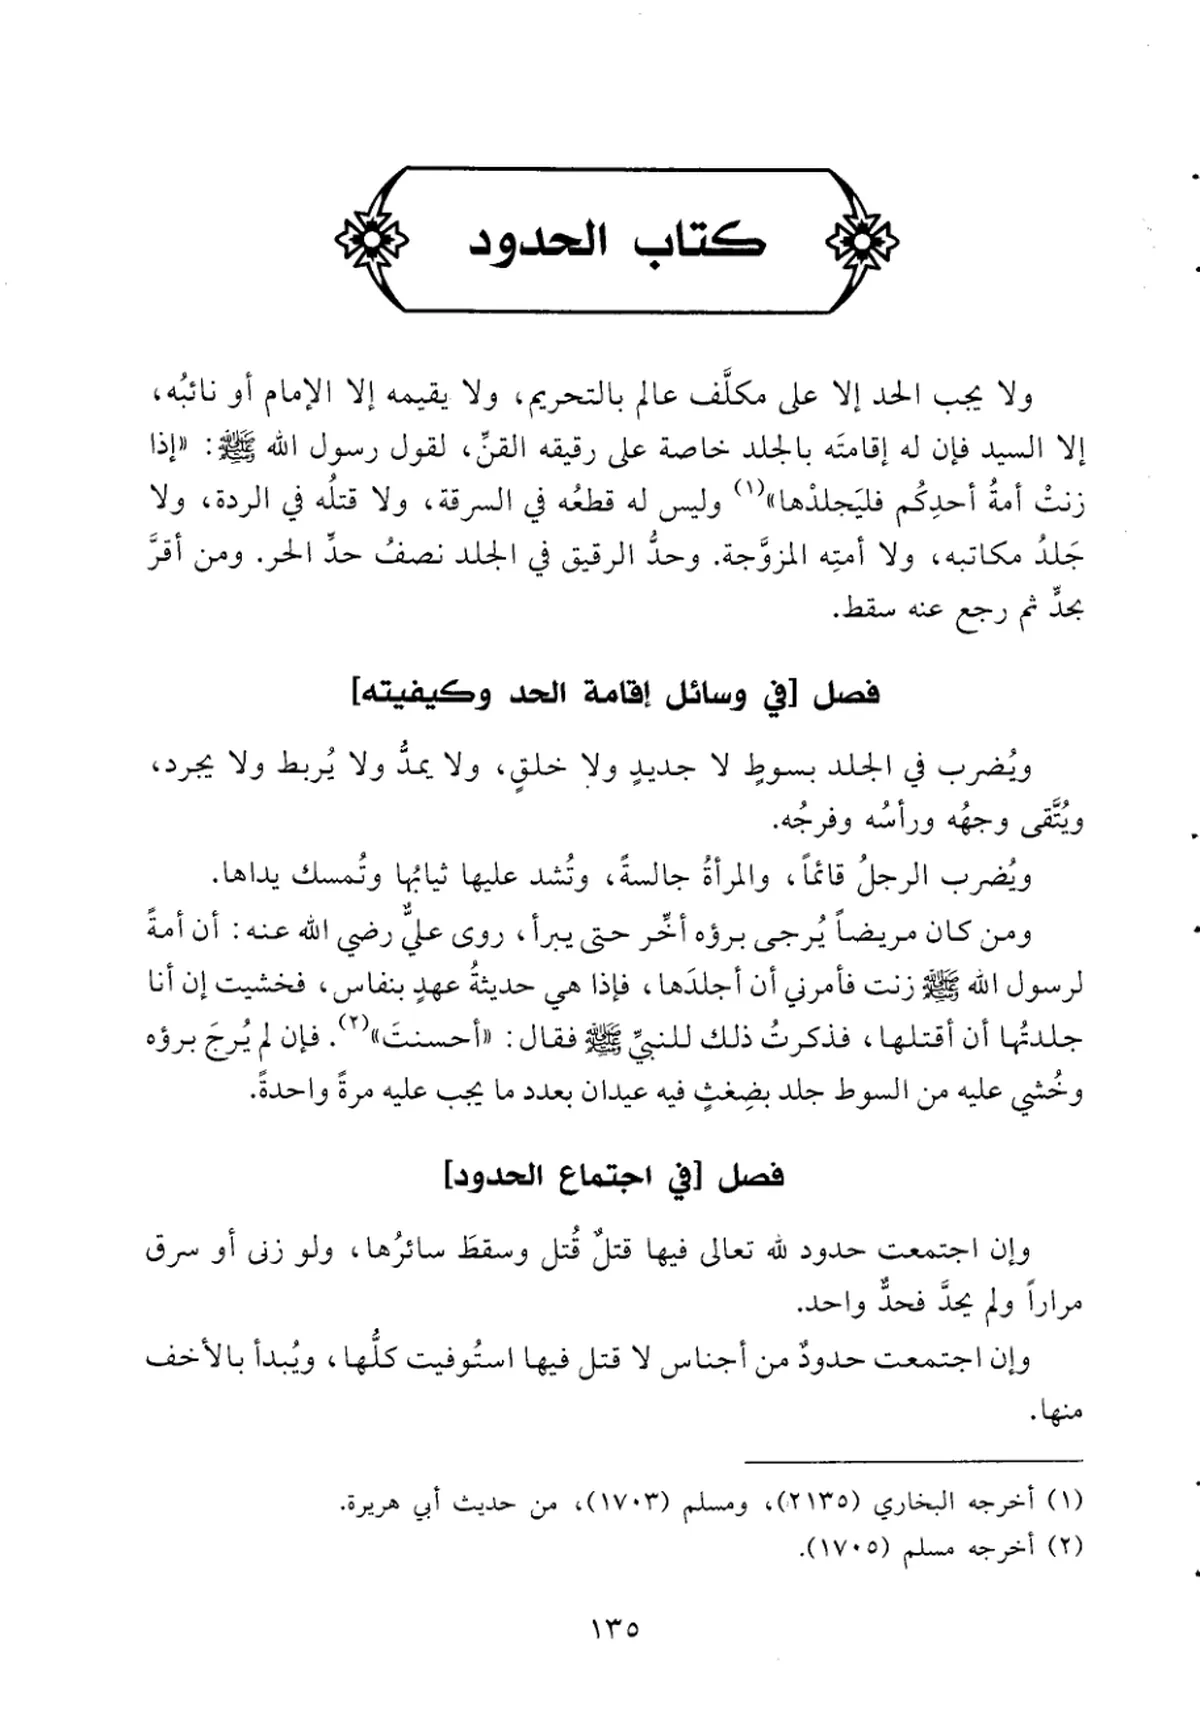 كتاب الحدود
ولا يجب الحد إلا على مكلَّف عالم بالتحريم، ولا يقيمه إلا الإمام أو نائبُه،
إلا السيد فإن له إقامتَه بالجلد خاصة على رقيقه القنِّ، لقول رسول الله ﷺ: «إذا
زنتْ أمةُ أحدِكُم فليَجلدْها»(١) وليس له قطعُه في السرقة، ولا قتلُه في الردة، ولا
جَلدُ مكاتبه، ولا أمتِه المزوَّجة. وحدُّ الرقيق في الجلد نصفُ حدِّ الحر. ومن أقرَّ
بحدٍّ ثم رجع عنه سقط.
فصل [في وسائل إقامة الحد وكيفيته]
ويُضرب في الجلد بسوطٍ لا جديدٍ ولا خلقٍ، ولا يمدُّ ولا يُربط ولا يجرد،
ويُتَّقى وجهُه ورأسُه وفرجُه.
ويُضرب الرجلُ قائماً، والمرأةُ جالسةً، وتُشد عليها ثيابُها وتُمسك يداها.
ومن كان مريضاً يُرجى برؤه أخِّر حتى يبرأ، روى عليٌّ رضي الله عنه: أن أمةً
لرسول الله ﷺ زنت فأمرني أن أجلدَها، فإذا هي حديثةُ عهدٍ بنفاس، فخشيت إن أنا
جلدتُها أن أقتلها، فذكرتُ ذلك للنبيِّ ﷺ فقال: «أحسنتَ»(٢). فإن لم يُرجَ برؤه
وخُشي عليه من السوط جلد بضِغثٍ فيه عيدان بعدد ما يجب عليه مرةً واحدةً.
فصل [في اجتماع الحدود]
وإن اجتمعت حدود لله تعالى فيها قتلٌ قُتل وسقطَ سائرُها، ولو زنى أو سرق
مراراً ولم يحدَّ فحدٌّ واحد.
وإن اجتمعت حدودٌ من أجناس لا قتل فيها استُوفيت كلُّها، ويُبدأ بالأخف
منها.
(١) أخرجه البخاري (٢١٣٥)، ومسلم (١٧٠٣)، من حديث أبي هريرة.
(٢) أخرجه مسلم (١٧٠٥).
١٣٥